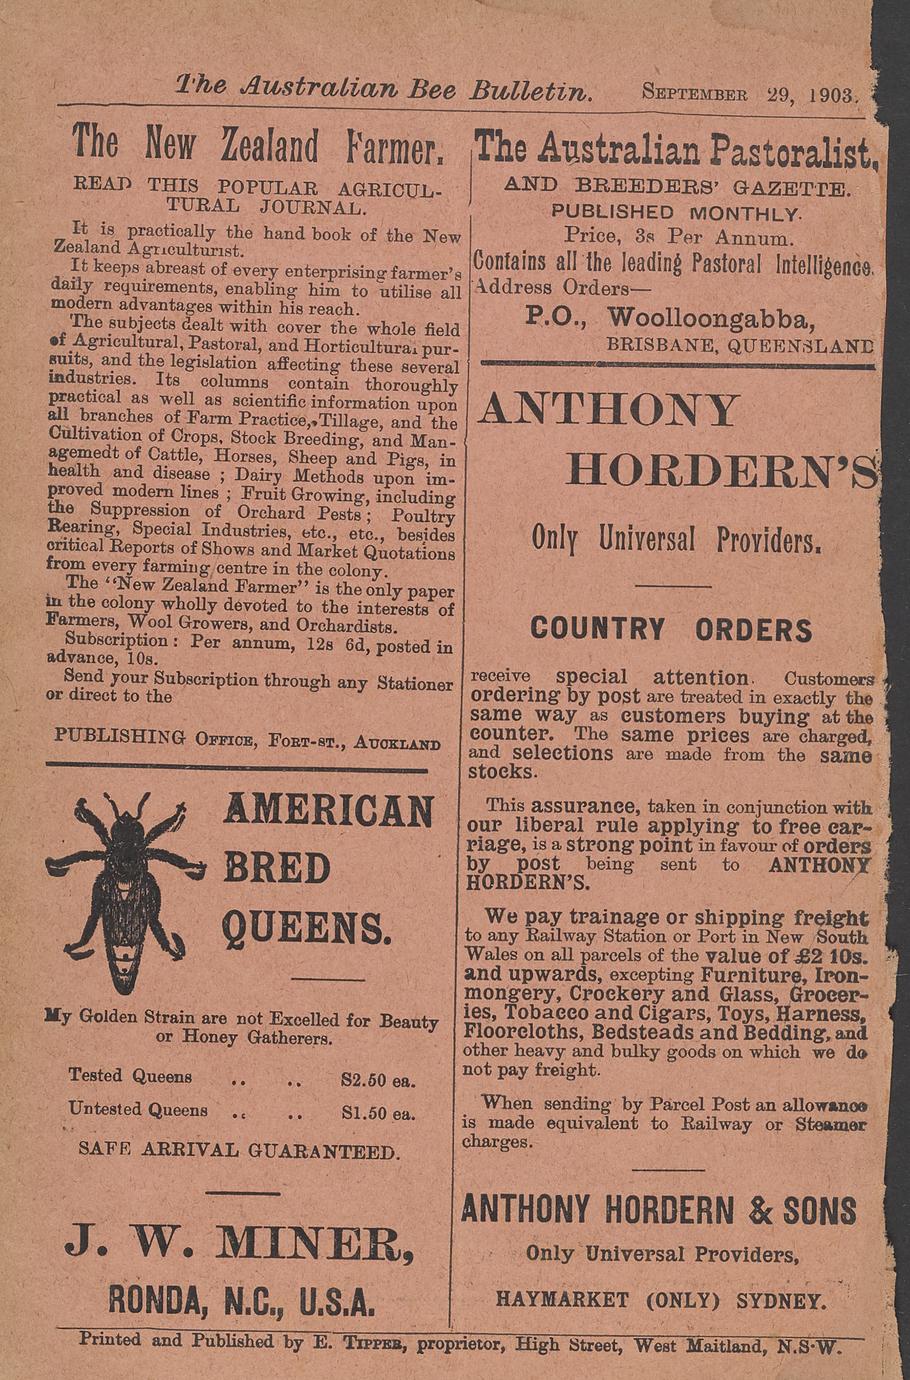 The Australian Bee Bulletin. SEPTEMBER 29, 1903.
The New Zealand Farmer.
READ THIS POPULAR AGRICUL-
TURAL JOURNAL.
It is practically the hand book of the New
Zealand Agriculturist.
It keeps abreast of every enterprising farmer's
daily requirements, enabling him to utilise all
modern advantages within his reach.
The subjects dealt with cover the whole field
of Agricultural, Pastoral, and Horticultural pur-
suits, and the legislation affecting these several
industries. Its columns contain thoroughly
practical as well as scientific information upon
all branches of Farm Practice, Tillage, and the
Cultivation of Crops, Stock Breeding, and Man-
agemedt of Cattle, Horses, Sheep and Pigs, in
health and disease ; Dairy Methods upon im-
proved modern lines ; Fruit Growing, including
the Suppression of Orchard Pests ; Poultry
Rearing, Special Industries, etc., etc., besides
critical Reports of Shows and Market Quotations
from every farming centre in the colony.
The "New Zealand Farmer" is the only paper
in the colony wholly devoted to the interests of
Farmers, Wool Growers, and Orchardists.
Subscription : Per annum, 12s 6d, posted in
advance, 10s.
Send your Subscription through any Stationer
or direct to the
PUBLISHING OFFICE, FORT-ST., AUCKLAND
AMERICAN
BRED
QUEENS.
My Golden Strain are not Excelled for Beauty
or Honey Gatherers.
Tested Queens .. .. $2.50 ea.
Untested Queens .. .. $1.50 ea.
SAFE ARRIVAL GUARANTEED.
J. W. MINER,
RONDA, N.C., U.S.A.
The Australian Pastoralist,
AND BREEDERS' GAZETTE.
PUBLISHED MONTHLY.
Price, 3s Per Annum.
Contains all the leading Pastoral Intelligence.
Address Orders—
P.O., Woolloongabba,
BRISBANE, QUEENSLAND
ANTHONY
HORDERN'S
Only Universal Providers.
COUNTRY ORDERS
receive special attention. Customers
ordering by post are treated in exactly the
same way as customers buying at the
counter. The same prices are charged,
and selections are made from the same
stocks.
This assurance, taken in conjunction with
our liberal rule applying to free car-
riage, is a strong point in favour of orders
by post being sent to ANTHONY
HORDERN'S.
We pay trainage or shipping freight
to any Railway Station or Port in New South
Wales on all parcels of the value of £2 10s.
and upwards, excepting Furniture, Iron-
mongery, Crockery and Glass, Grocer-
ies, Tobacco and Cigars, Toys, Harness,
Floorcloths, Bedsteads and Bedding, and
other heavy and bulky goods on which we do
not pay freight.
When sending by Parcel Post an allowance
is made equivalent to Railway or Steamer
charges.
ANTHONY HORDERN & SONS
Only Universal Providers,
HAYMARKET (ONLY) SYDNEY.
Printed and Published by E. TIPPER, proprietor, High Street, West Maitland, N.S.W.